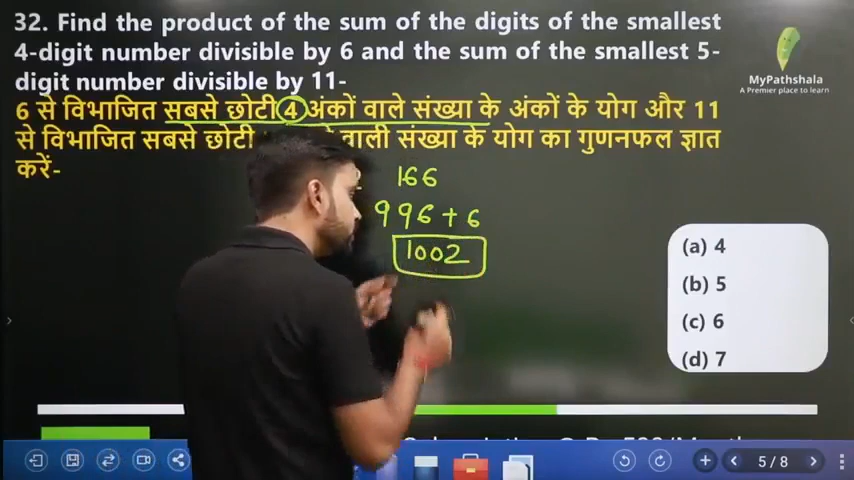 32. Find the product of the sum of the digits of the smallest
4-digit number divisible by 6 and the sum of the smallest 5-
digit number divisible by 11-
MyPathshala
A Premier place to learn
6 से विभाजित सबसे छोटी 4 अंकों वाले संख्या के अंकों के योग और 11
से विभाजित सबसे छोटी वाली संख्या के योग का गुणनफल ज्ञात
करें-
166
996 + 6
1002
(a) 4
(b) 5
(c) 6
(d) 7
5 / 8